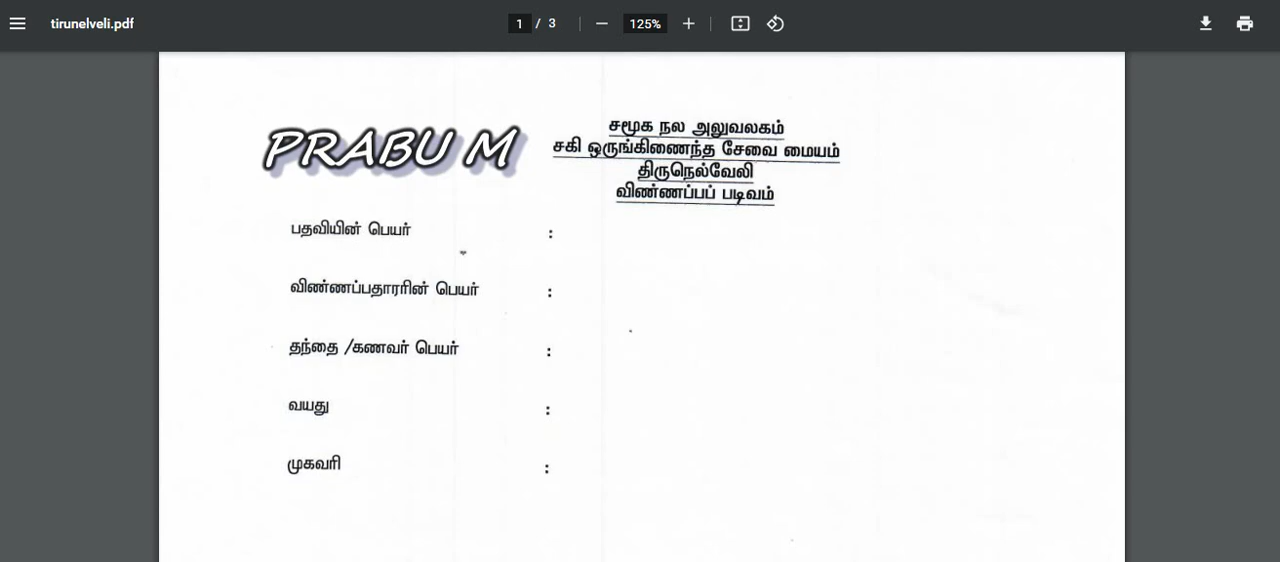 tirunelveli.pdf
1 / 3
125%
PRABU M
சமூக நல அலுவலகம்
சகி ஒருங்கிணைந்த சேவை மையம்
திருநெல்வேலி
விண்ணப்பப் படிவம்
பதவியின் பெயர் :
விண்ணப்பதாரரின் பெயர் :
தந்தை /கணவர் பெயர் :
வயது :
முகவரி :